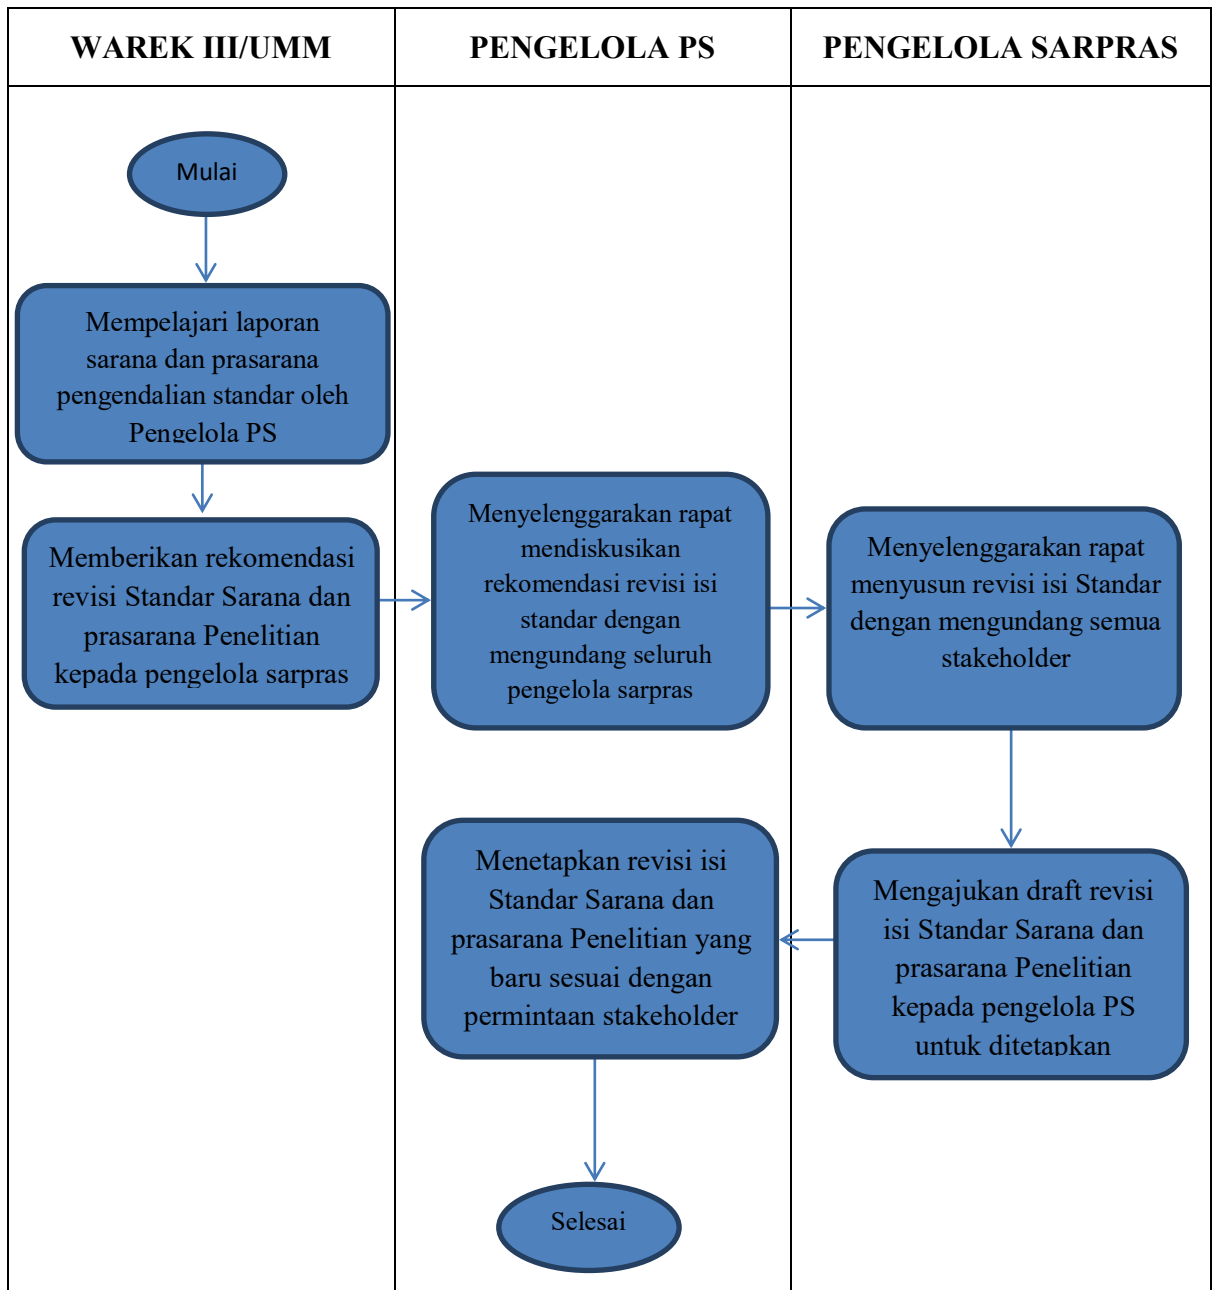 WAREK III/UMM
PENGELOLA PS
PENGELOLA SARPRAS
Mulai
Mempelajari laporan
sarana dan prasarana
pengendalian standar oleh
Pengelola PS
Memberikan rekomendasi
revisi Standar Sarana dan
prasarana Penelitian
kepada pengelola sarpras
Menyelenggarakan rapat
mendiskusikan
rekomendasi revisi isi
standar dengan
mengundang seluruh
pengelola sarpras
Menyelenggarakan rapat
menyusun revisi isi Standar
dengan mengundang semua
stakeholder
Mengajukan draft revisi
isi Standar Sarana dan
prasarana Penelitian
kepada pengelola PS
untuk ditetapkan
Menetapkan revisi isi
Standar Sarana dan
prasarana Penelitian yang
baru sesuai dengan
permintaan stakeholder
Selesai